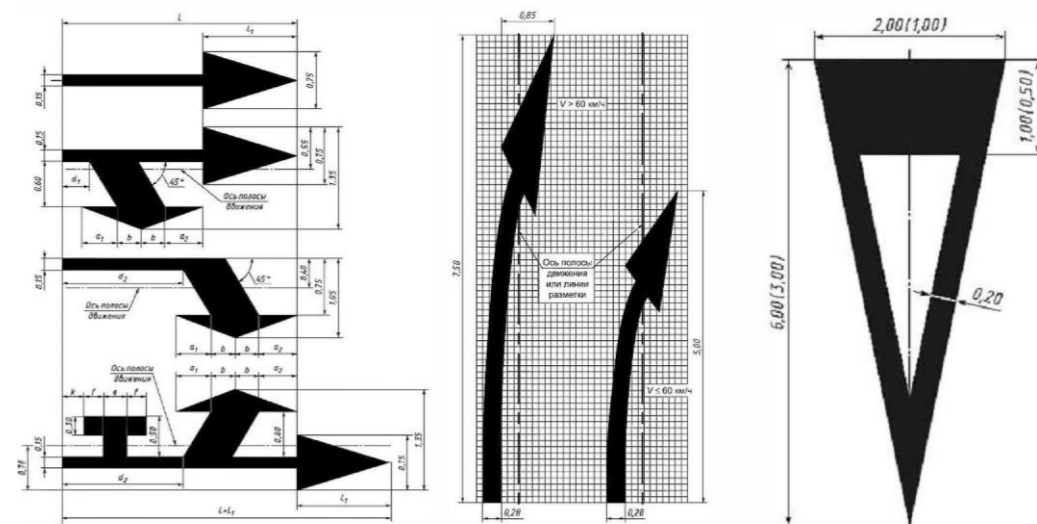 L
L₁
0,15
0,75
0,15
0,60
d₁
45°
Ось полосы
движения
0,55
0,75
1,35
a₁ b b a₂
0,15
d₂
45°
Ось полосы
движения
0,40
0,75
1,05
a₁ b b a₂
a₁ b b a₂
Ось полосы
движения
k f e f
0,30
0,50
0,15
0,70
0,60
0,75
1,35
d₂
L₁
L+L₁
0,85
V > 60 км/ч
7,50
Ось полосы
движения
или линии
разметки
5,00
V ≤ 60 км/ч
0,28
0,28
2,00(1,00)
1,00(0,50)
6,00(3,00)
0,20